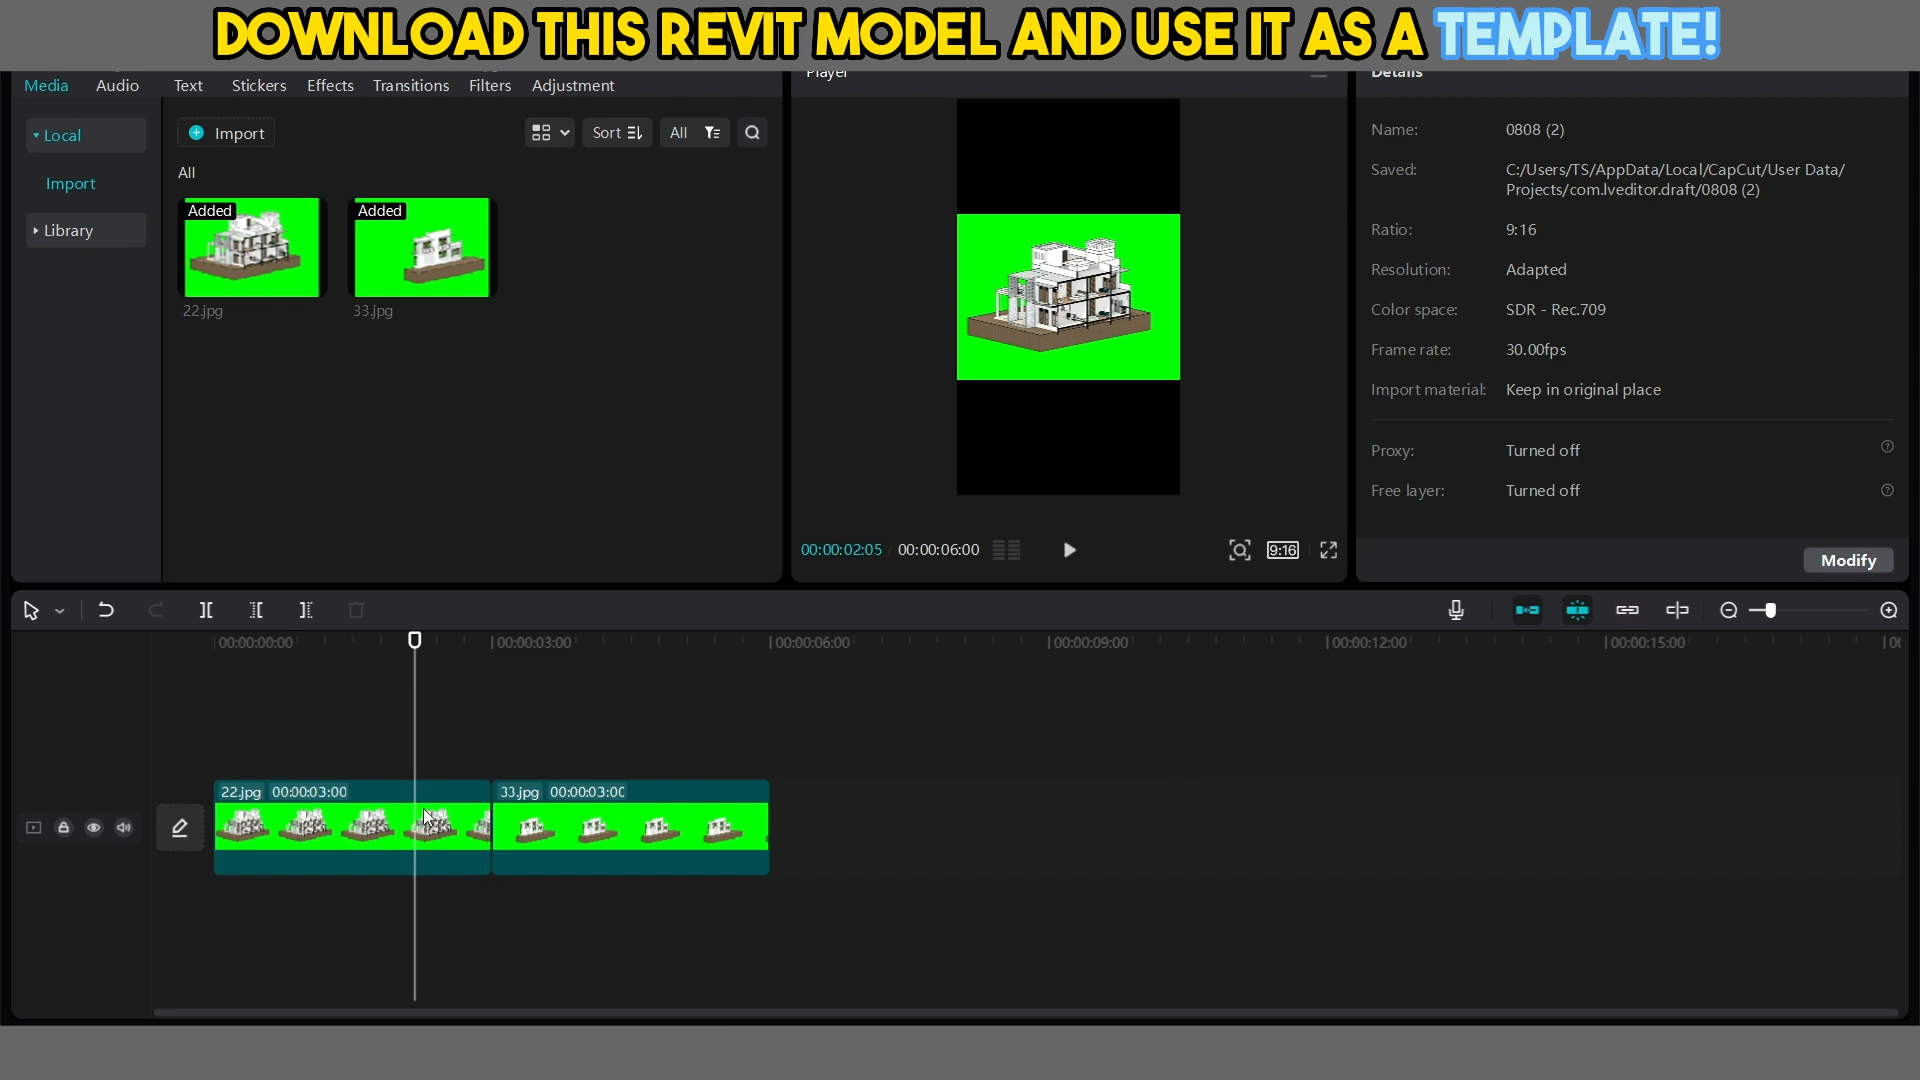 DOWNLOAD THIS REVIT MODEL AND USE IT AS A TEMPLATE!
Media Audio Text Stickers Effects Transitions Filters Adjustment
Player
Details
Local
Import
Library
Import
Sort
All
All
Added
22.jpg
Added
33.jpg
00:00:02:05 00:00:06:00
9:16
Name: 0808 (2)
Saved: C:/Users/TS/AppData/Local/CapCut/User Data/
Projects/com.lveditor.draft/0808 (2)
Ratio: 9:16
Resolution: Adapted
Color space: SDR - Rec.709
Frame rate: 30.00fps
Import material: Keep in original place
Proxy: Turned off
Free layer: Turned off
Modify
00:00:00:00 00:00:03:00 00:00:06:00 00:00:09:00 00:00:12:00 00:00:15:00 00
22.jpg 00:00:03:00 33.jpg 00:00:03:00